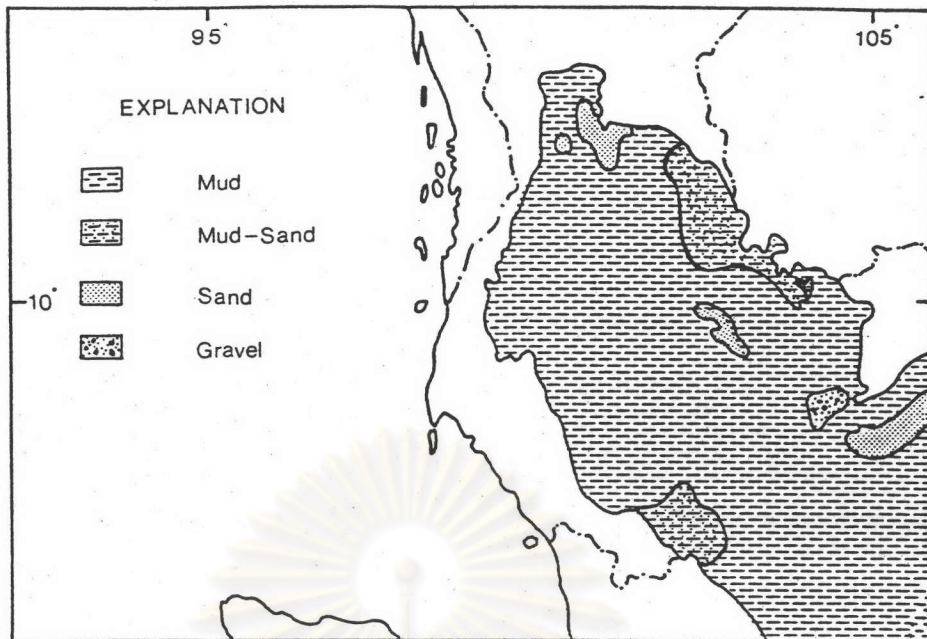 95° 105°
EXPLANATION
Mud
Mud-Sand
Sand
10°
Gravel